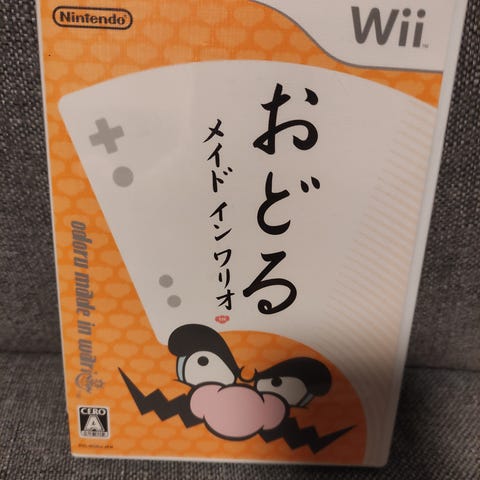 Nintendo
Wii
おどる
メイド イン ワリオ
odoru made in wario
CERO
A